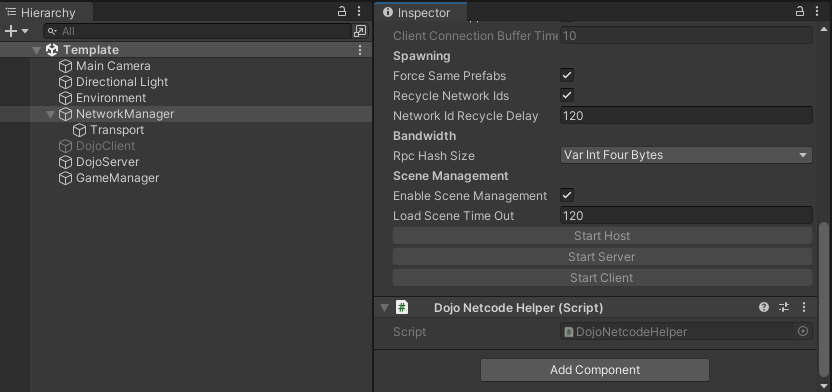 Hierarchy
All
Template
Main Camera
Directional Light
Environment
NetworkManager
Transport
DojoClient
DojoServer
GameManager
Inspector
Client Connection Buffer Time
10
Spawning
Force Same Prefabs
Recycle Network Ids
Network Id Recycle Delay
120
Bandwidth
Rpc Hash Size
Var Int Four Bytes
Scene Management
Enable Scene Management
Load Scene Time Out
120
Start Host
Start Server
Start Client
# Dojo Netcode Helper (Script)
Script
DojoNetcodeHelper
Add Component